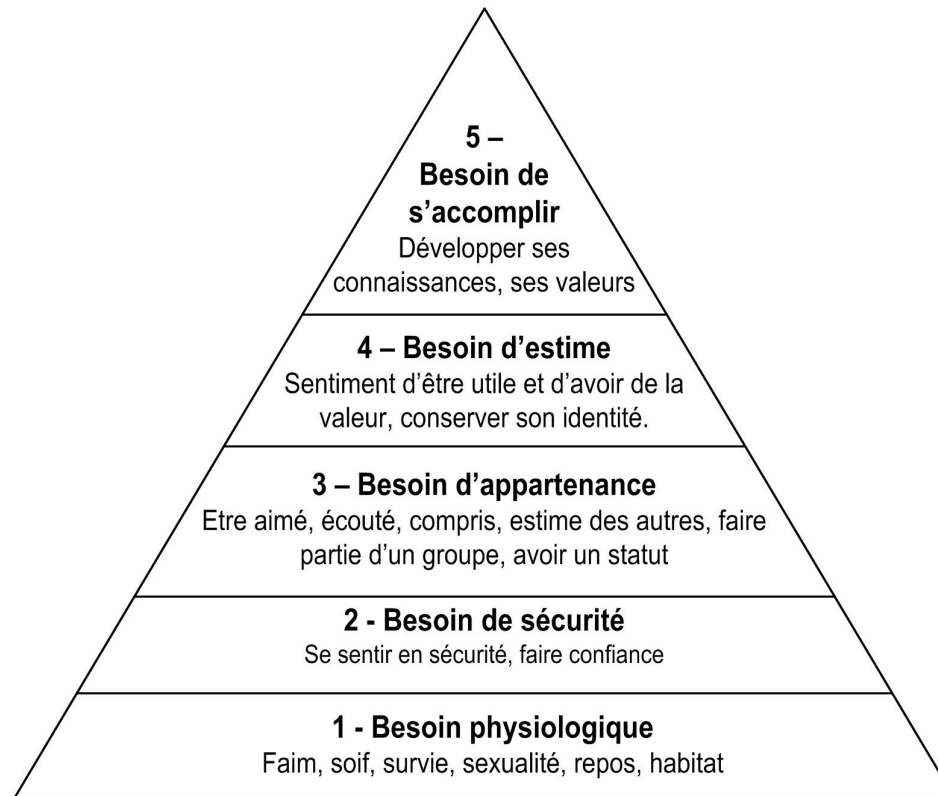 5 –
Besoin de
s’accomplir
Développer ses
connaissances, ses valeurs
4 – Besoin d’estime
Sentiment d’être utile et d’avoir de la
valeur, conserver son identité.
3 – Besoin d’appartenance
Etre aimé, écouté, compris, estime des autres, faire
partie d’un groupe, avoir un statut
2 - Besoin de sécurité
Se sentir en sécurité, faire confiance
1 - Besoin physiologique
Faim, soif, survie, sexualité, repos, habitat